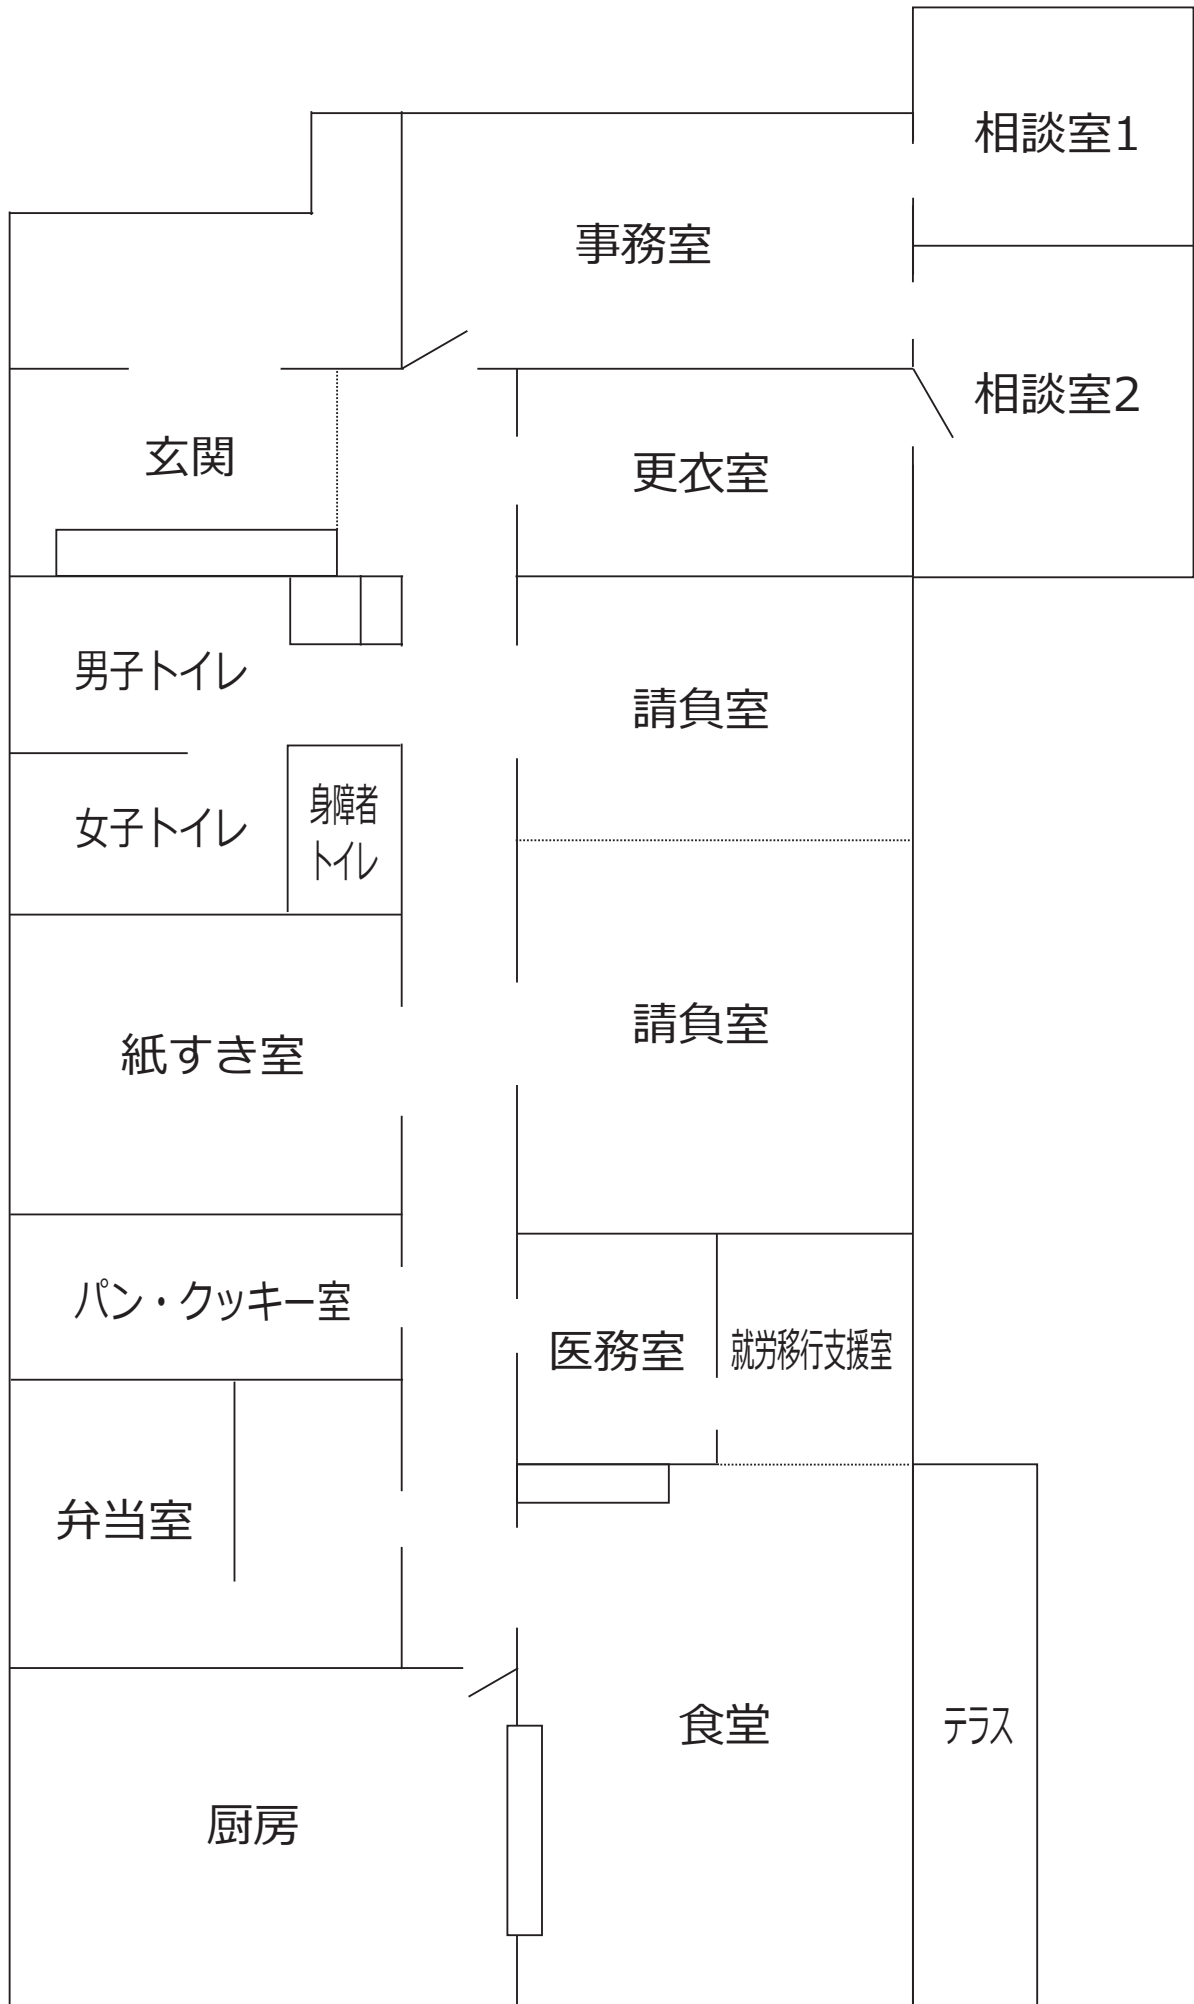 相談室1
事務室
相談室2
玄関
更衣室
男子トイレ
請負室
女子トイレ
身障者
トイレ
請負室
紙すき室
パン・クッキー室
医務室
就労移行支援室
弁当室
食堂
テラス
厨房